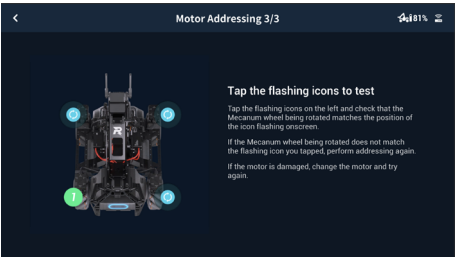 Motor Addressing 3/3
81%
Tap the flashing icons to test
Tap the flashing icons on the left and check that the
Mecanum wheel being rotated matches the position of
the icon flashing onscreen.
If the Mecanum wheel being rotated does not match
the flashing icon you tapped, perform addressing again.
If the motor is damaged, change the motor and try
again.
R
1